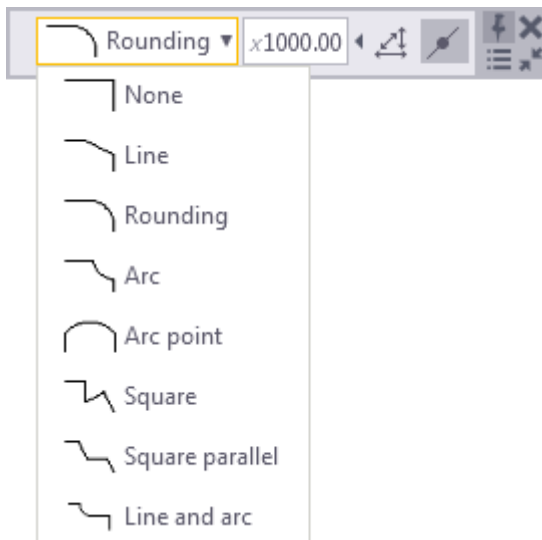 Rounding x1000.00
None
Line
Rounding
Arc
Arc point
Square
Square parallel
Line and arc